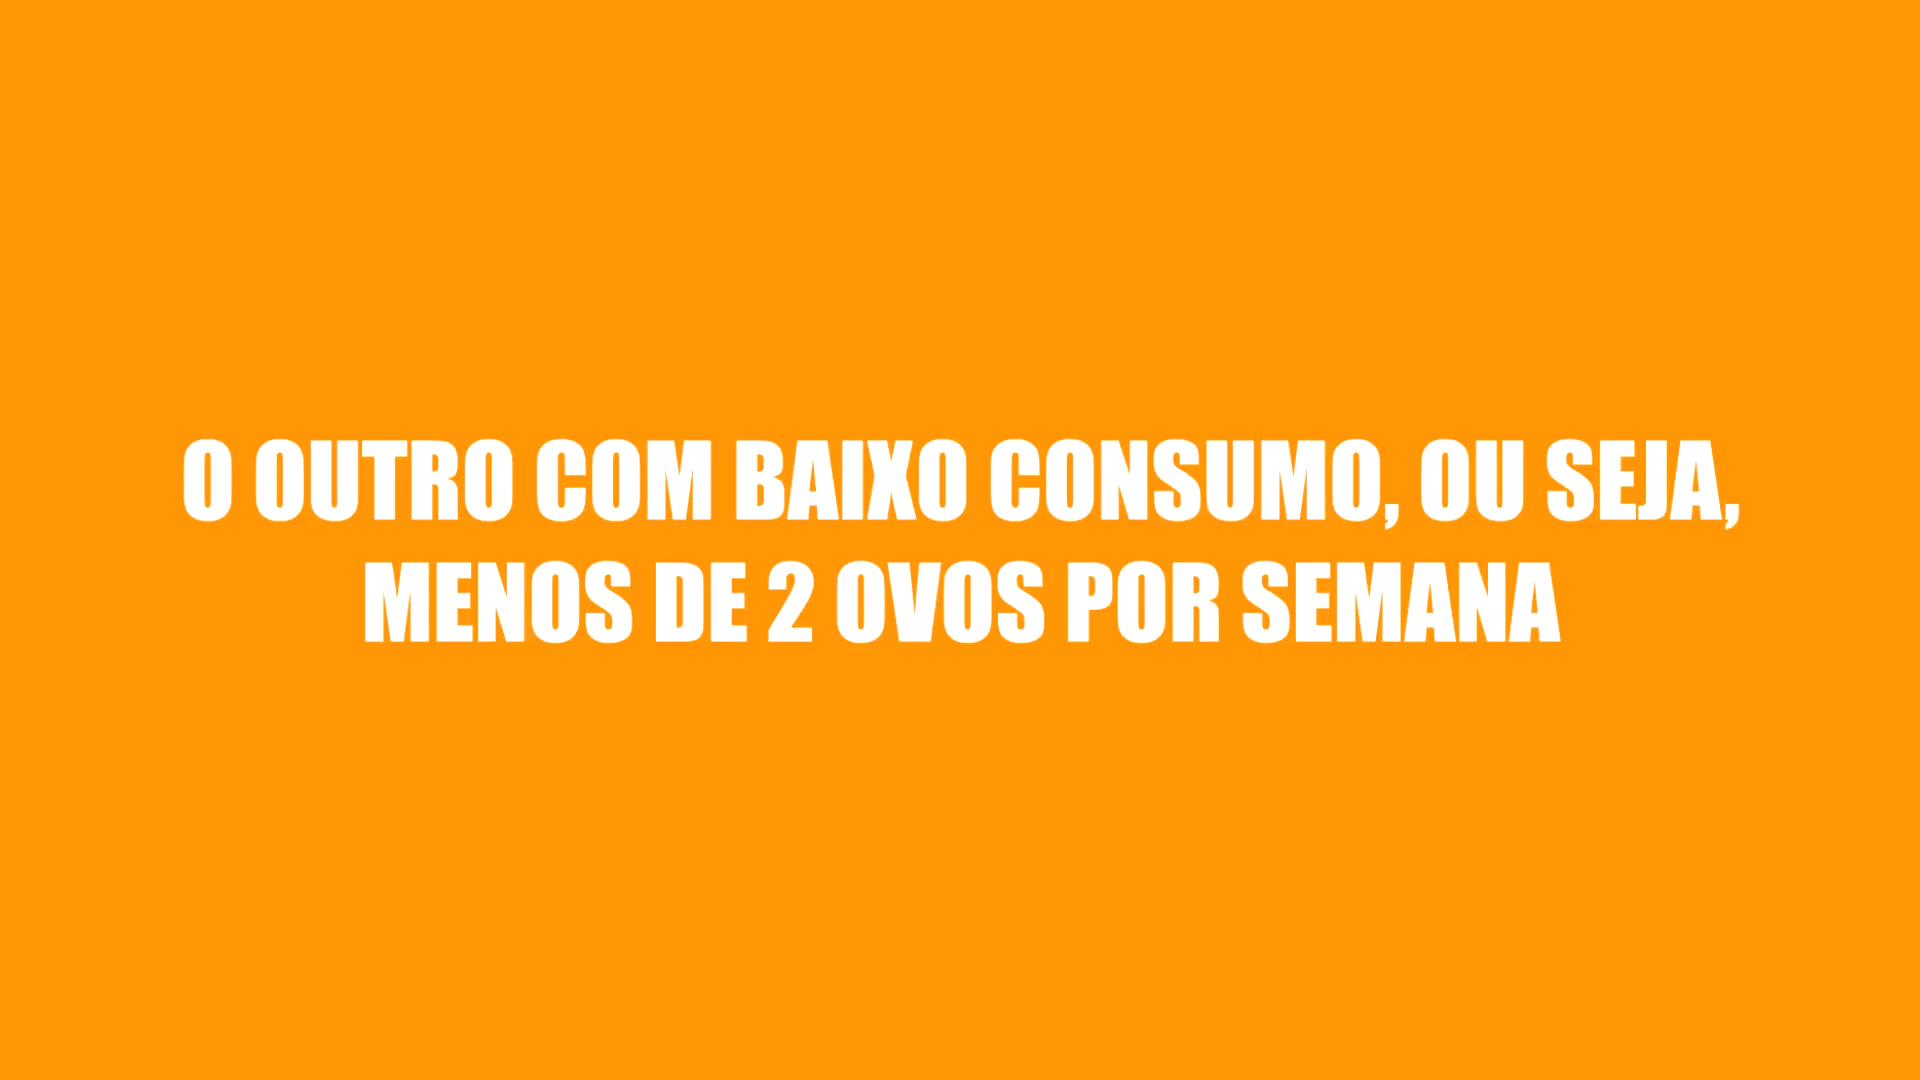 O OUTRO COM BAIXO CONSUMO, OU SEJA,
MENOS DE 2 OVOS POR SEMANA